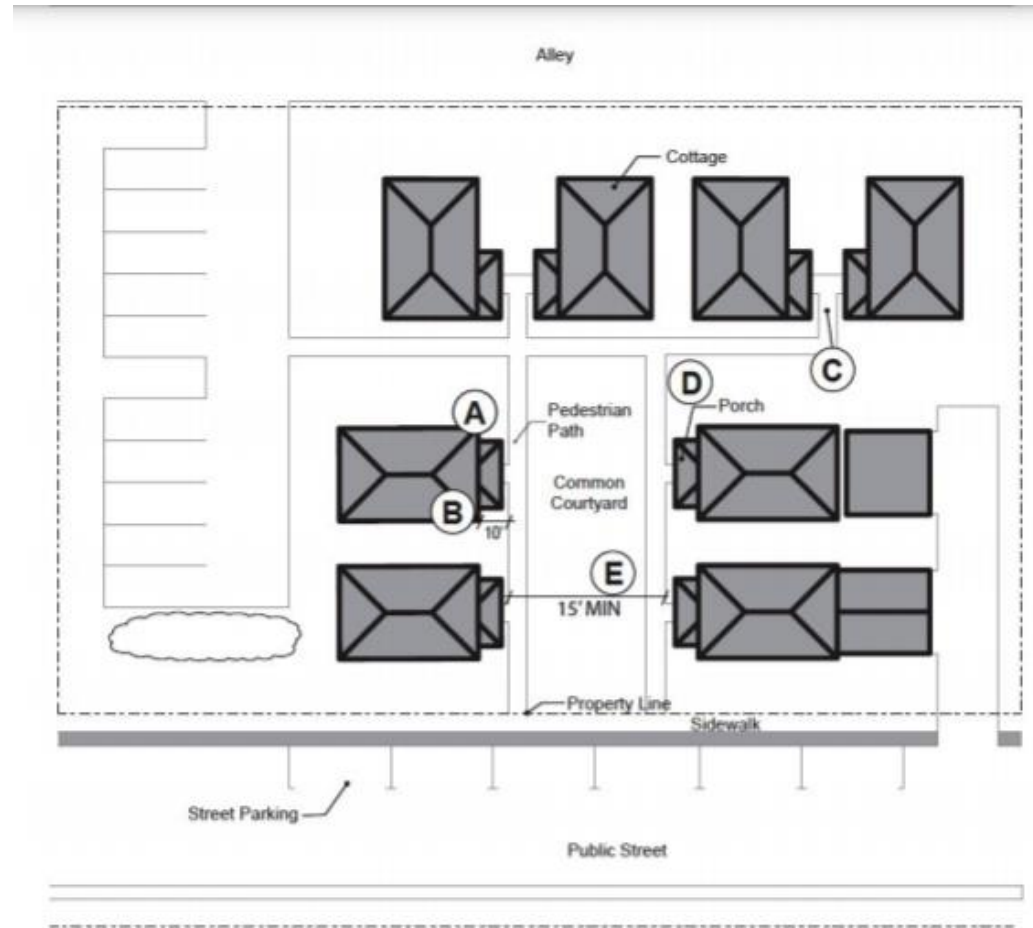 Alley
Cottage
C
D
A
Porch
Pedestrian
Path
Common
Courtyard
B
10'
E
15' MIN
Property Line
Sidewalk
Street Parking
Public Street